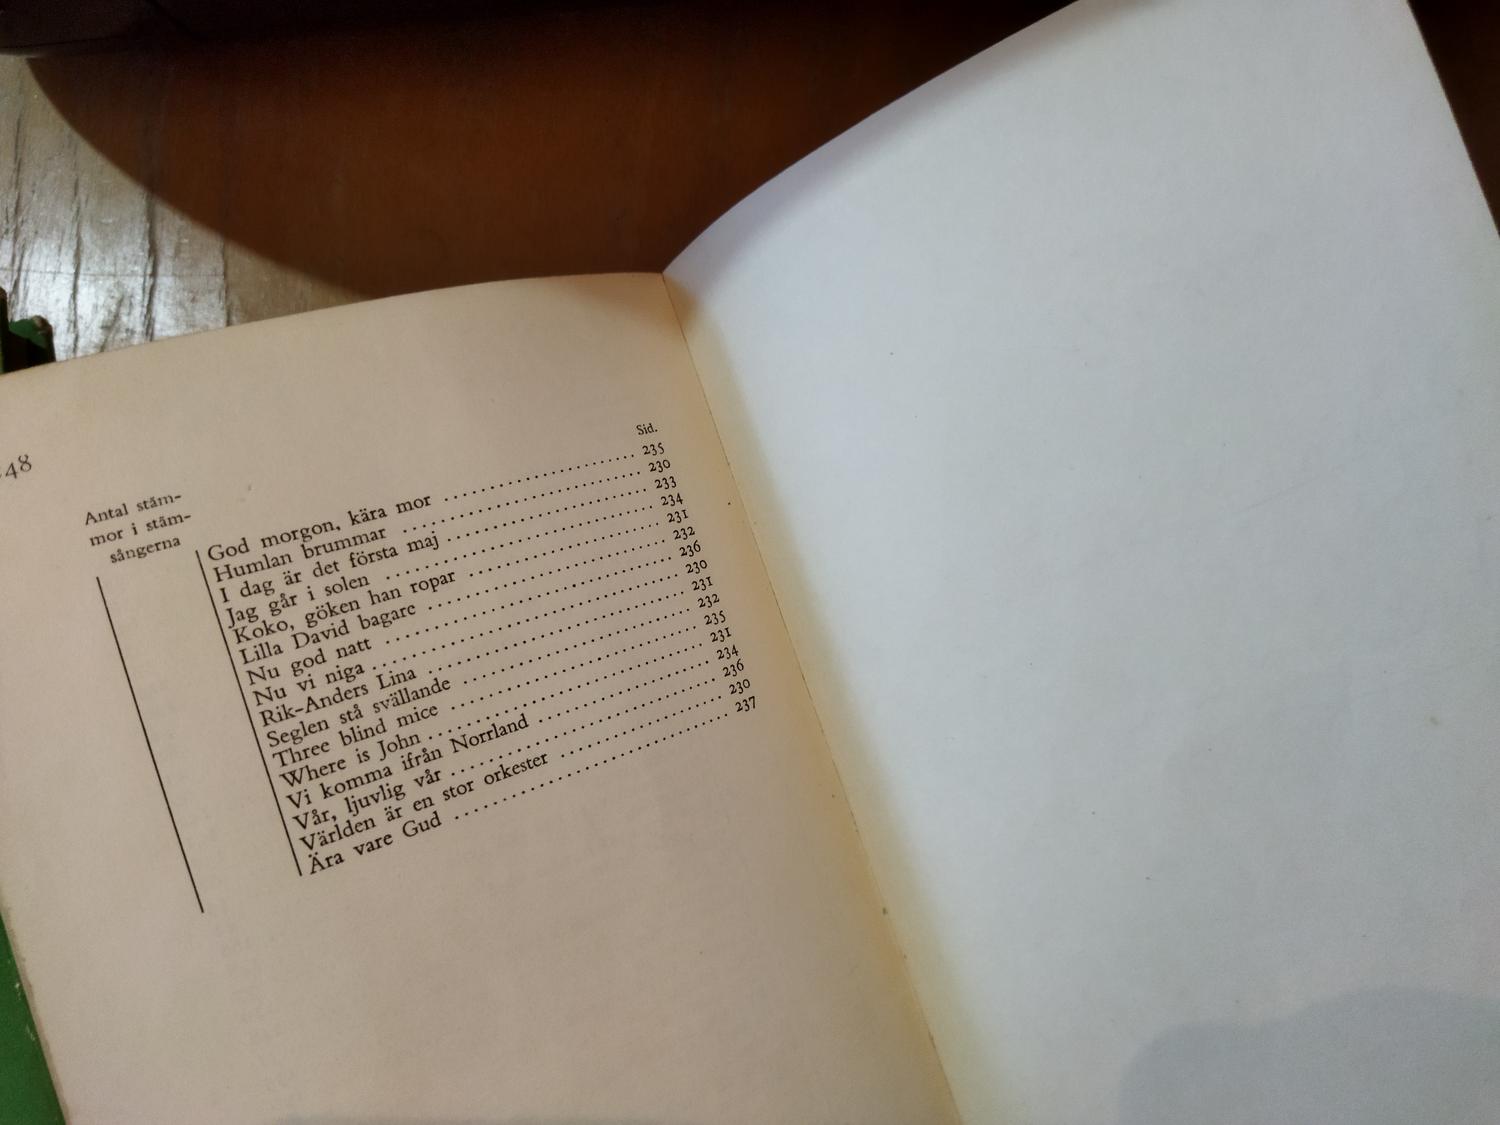 48
Antal stäm-
mor i stäm-
sångerna
Sid.
God morgon, kära mor ........................ 235
Humlan brummar ........................ 230
I dag är det första maj ........................ 233
Jag går i solen ........................ 234
Koko, göken han ropar ........................ 231
Lilla David bagare ........................ 232
Nu god natt ........................ 236
Nu vi niga ........................ 230
Rik-Anders Lina ........................ 231
Seglen stå svällande ........................ 232
Three blind mice ........................ 235
Where is John ........................ 231
Vi komma ifrån Norrland ........................ 234
Vår, ljuvlig vår ........................ 236
Världen är en stor orkester ........................ 230
Ära vare Gud ........................ 237